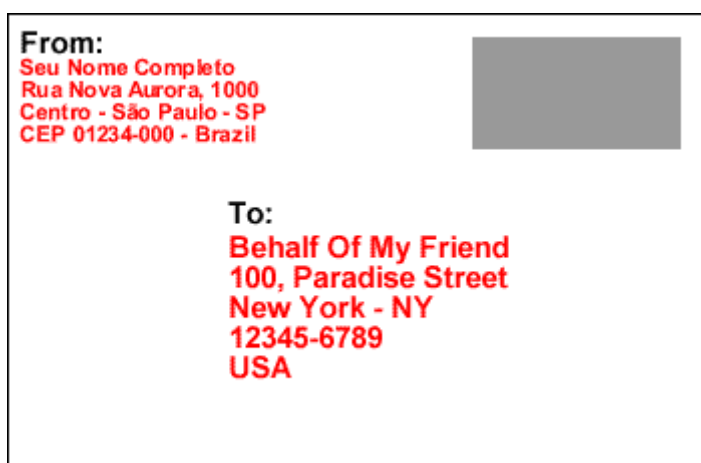 From:
Seu Nome Completo
Rua Nova Aurora, 1000
Centro - São Paulo - SP
CEP 01234-000 - Brazil
To:
Behalf Of My Friend
100, Paradise Street
New York - NY
12345-6789
USA